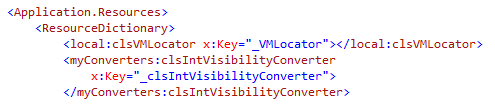 <Application.Resources>
<ResourceDictionary>
<local:clsVMLocator x:Key="_VMLocator"></local:clsVMLocator>
<myConverters:clsIntVisibilityConverter
x:Key="_clsIntVisibilityConverter">
</myConverters:clsIntVisibilityConverter>